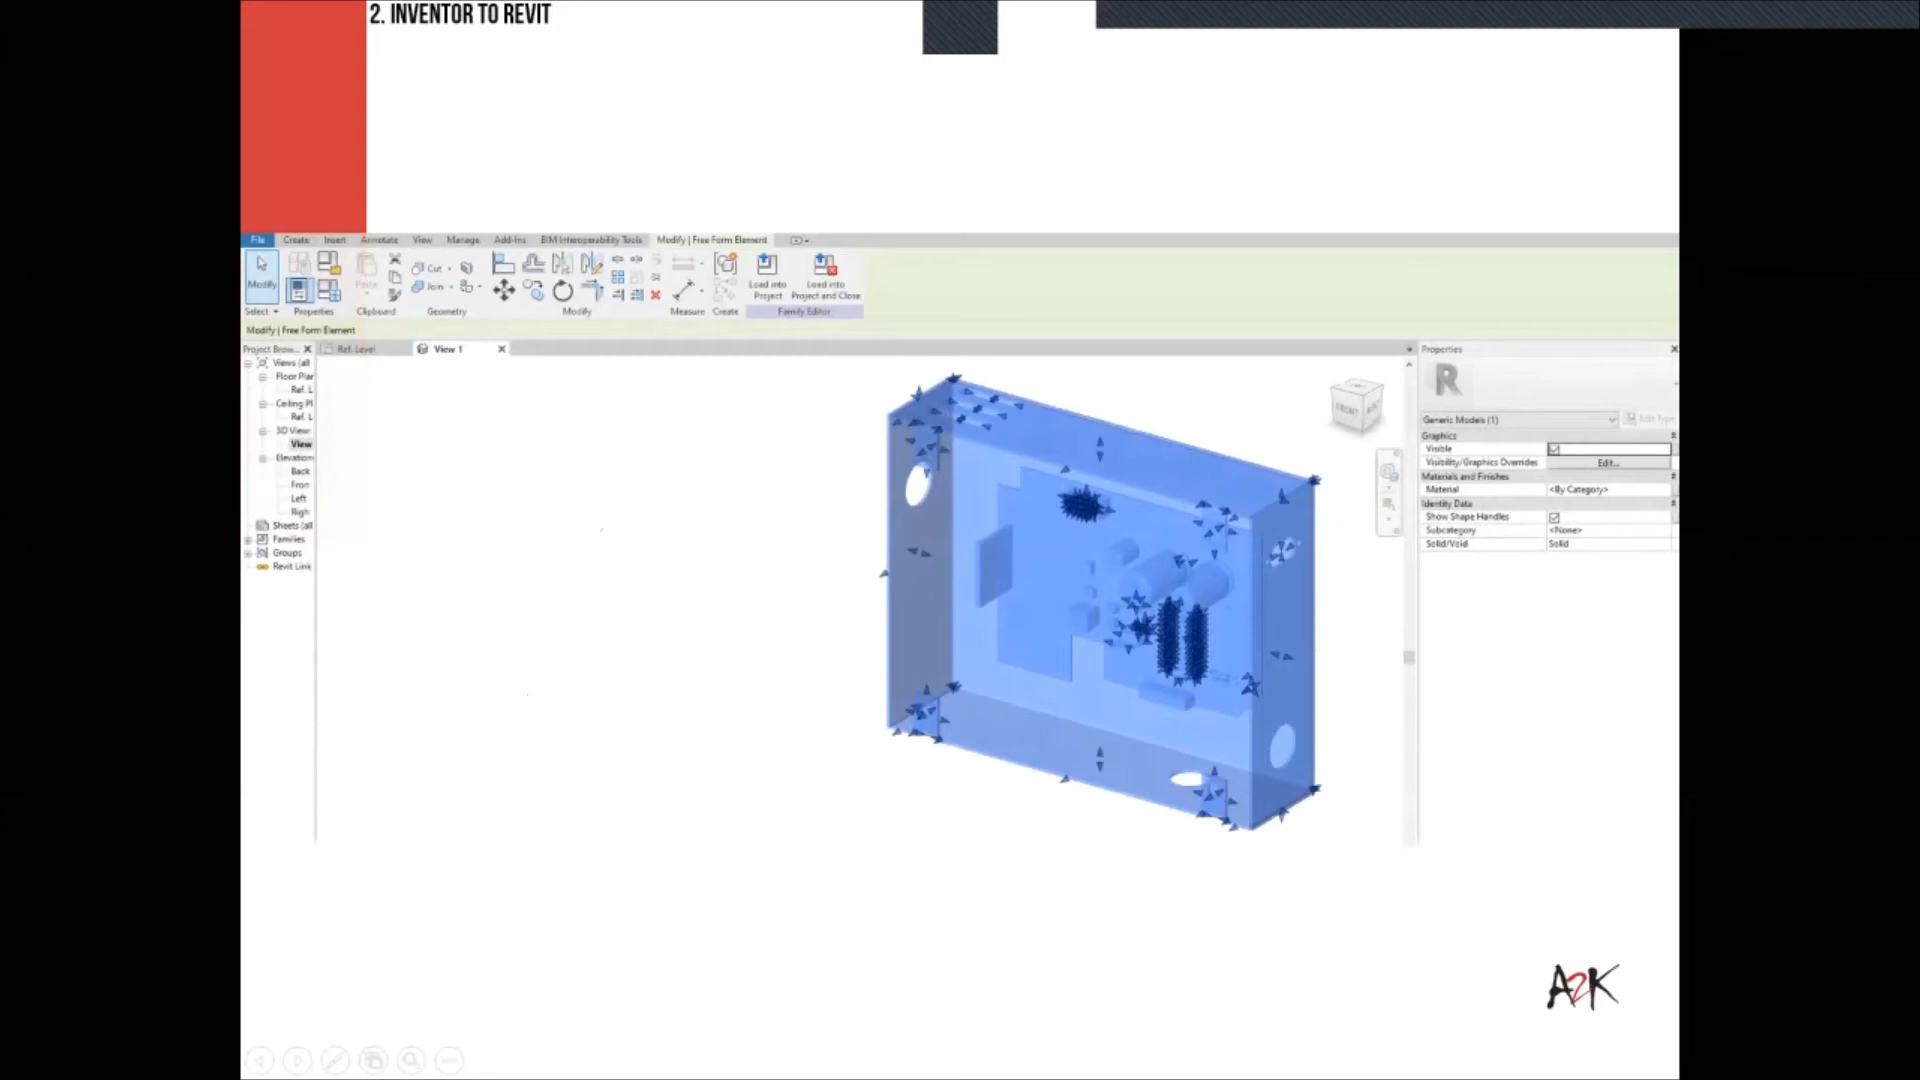 2. INVENTOR TO REVIT
File Create Insert Annotate View Manage Add-Ins BIM Interoperability Tools Modify | Free Form Element
Modify Paste Cut Join Load into Project Load into Project and Close
Select Properties Clipboard Geometry Modify Measure Create Family Editor
Modify | Free Form Element
Project Brow... Ref. Level View 1 Properties
Views (all
Floor Plan
Ref. L
Ceiling Pl
Ref. L
3D View
View
Elevation
Back
Fron
Left
Righ
Sheets (all
Families
Groups
Revit Link
FRONT
R
Generic Models (1) Edit Type
Graphics
Visible
Visibility/Graphics Overrides Edit...
Materials and Finishes
Material <By Category>
Identity Data
Show Shape Handles
Subcategory <None>
Solid/Void Solid
A2K